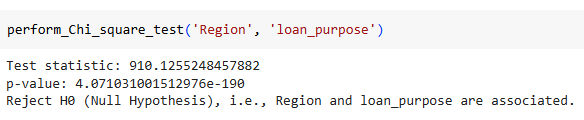 perform_Chi_square_test('Region', 'loan_purpose')
Test statistic: 910.1255248457882
p-value: 4.071031001512976e-190
Reject H0 (Null Hypothesis), i.e., Region and loan_purpose are associated.